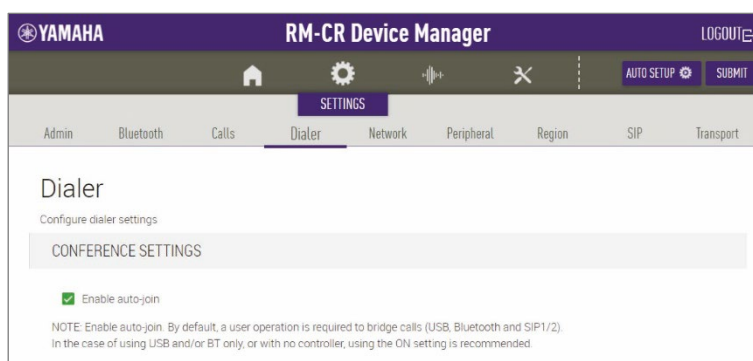 YAMAHA RM-CR Device Manager LOGOUT
AUTO SETUP SUBMIT
SETTINGS
Admin Bluetooth Calls Dialer Network Peripheral Region SIP Transport
Dialer
Configure dialer settings
CONFERENCE SETTINGS
Enable auto-join
NOTE: Enable auto-join. By default, a user operation is required to bridge calls (USB, Bluetooth and SIP1/2).
In the case of using USB and/or BT only, or with no controller, using the ON setting is recommended.